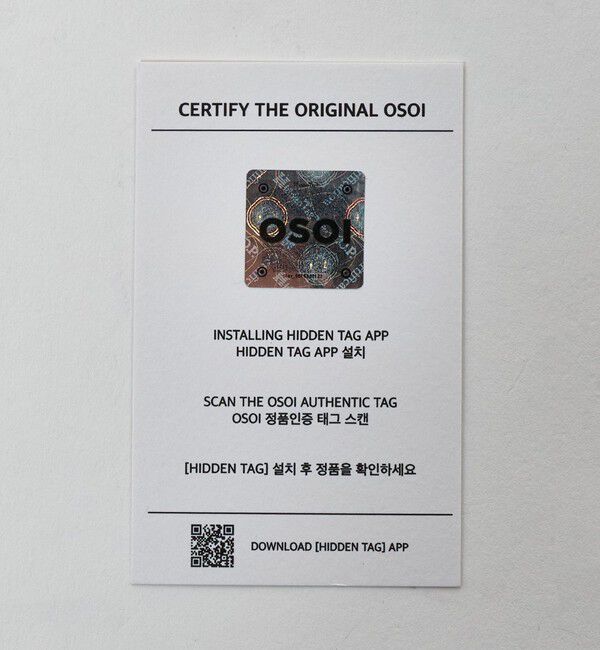 CERTIFY THE ORIGINAL OSOI
OSOI
INSTALLING HIDDEN TAG APP
HIDDEN TAG APP 설치
SCAN THE OSOI AUTHENTIC TAG
OSOI 정품인증 태그 스캔
[HIDDEN TAG] 설치 후 정품을 확인하세요
DOWNLOAD [HIDDEN TAG] APP